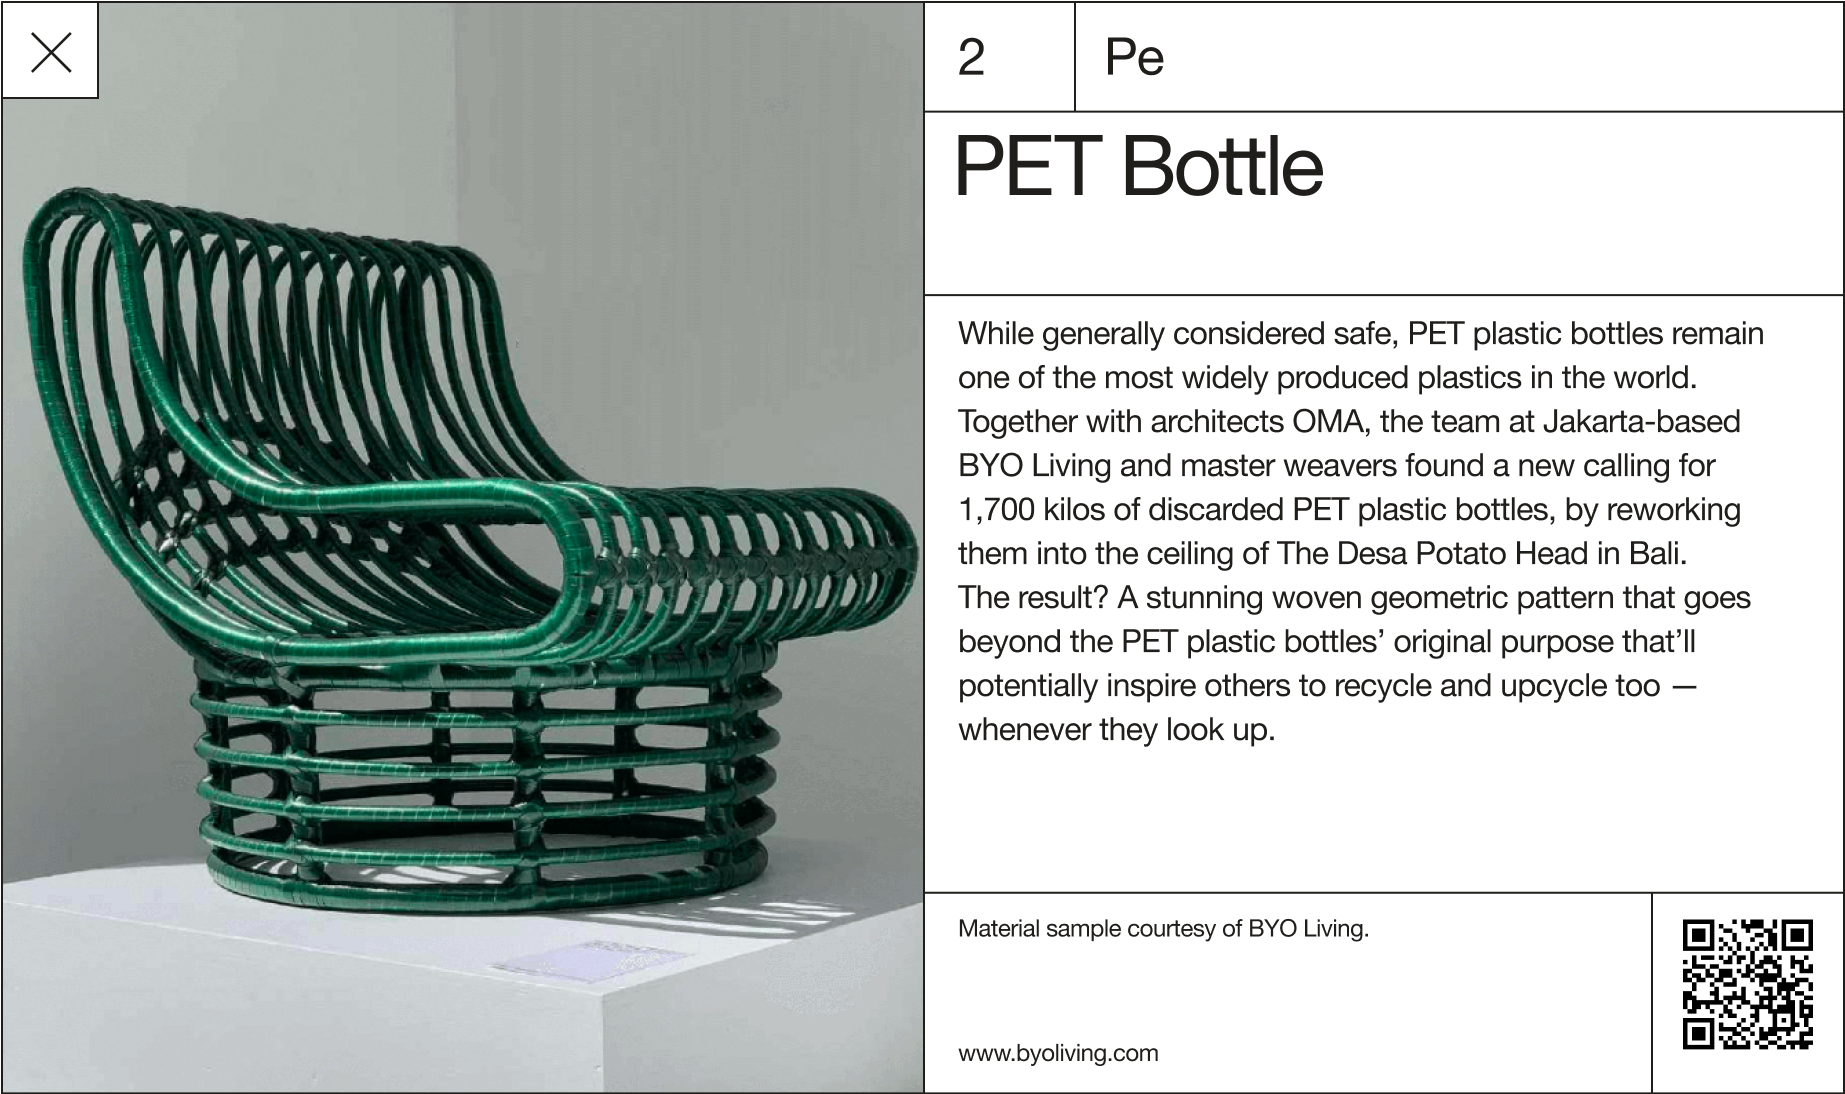 2
Pe
PET Bottle
While generally considered safe, PET plastic bottles remain
one of the most widely produced plastics in the world.
Together with architects OMA, the team at Jakarta-based
BYO Living and master weavers found a new calling for
1,700 kilos of discarded PET plastic bottles, by reworking
them into the ceiling of The Desa Potato Head in Bali.
The result? A stunning woven geometric pattern that goes
beyond the PET plastic bottles’ original purpose that’ll
potentially inspire others to recycle and upcycle too —
whenever they look up.
Material sample courtesy of BYO Living.
www.byoliving.com